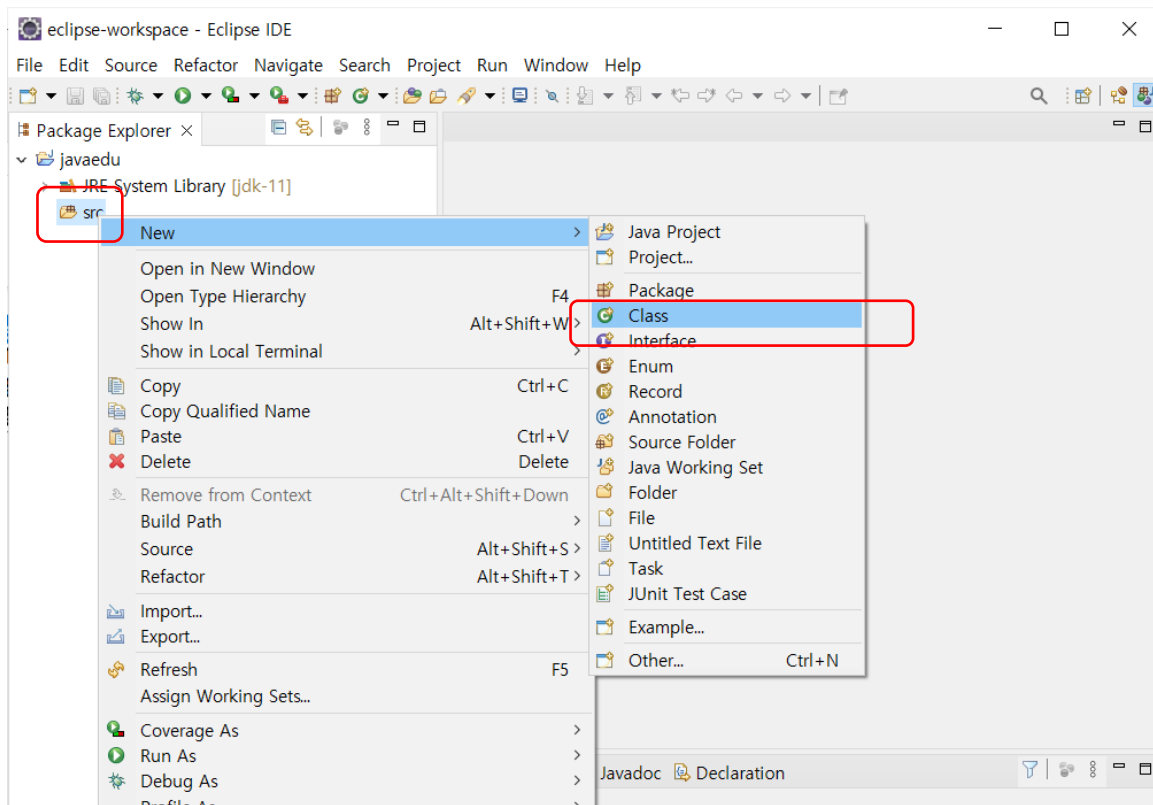 eclipse-workspace - Eclipse IDE
File Edit Source Refactor Navigate Search Project Run Window Help
Package Explorer
javaedu
JRE System Library [jdk-11]
src
New
Open in New Window
Open Type Hierarchy F4
Show In Alt+Shift+W
Show in Local Terminal
Copy Ctrl+C
Copy Qualified Name
Paste Ctrl+V
Delete Delete
Remove from Context Ctrl+Alt+Shift+Down
Build Path
Source Alt+Shift+S
Refactor Alt+Shift+T
Import...
Export...
Refresh F5
Assign Working Sets...
Coverage As
Run As
Debug As
Profile As
Java Project
Project...
Package
Class
Interface
Enum
Record
Annotation
Source Folder
Java Working Set
Folder
File
Untitled Text File
Task
JUnit Test Case
Example...
Other... Ctrl+N
Javadoc Declaration